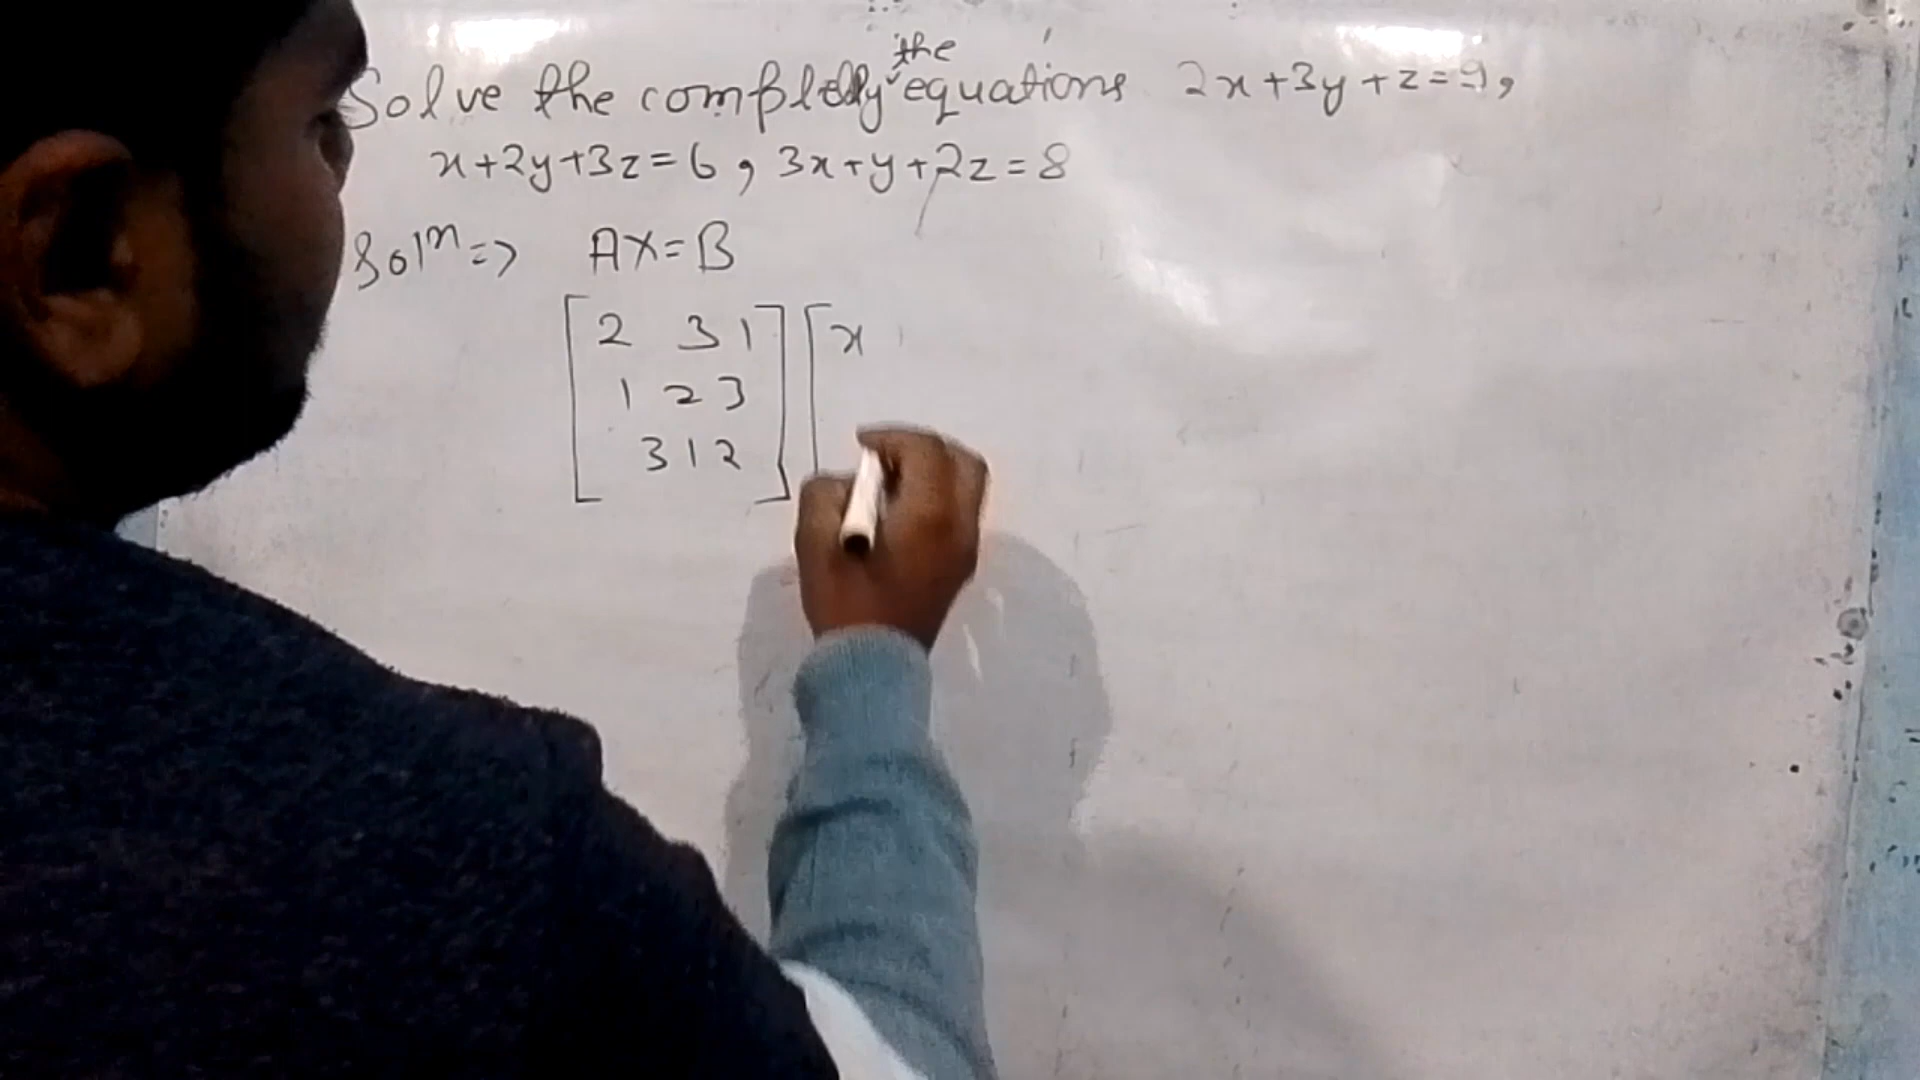 Solve the completely the equations 2x+3y+z=9,
x+2y+3z=6, 3x+y+2z=8
Solⁿ=> AX=B
[2 3 1] [x
1 2 3
3 1 2]